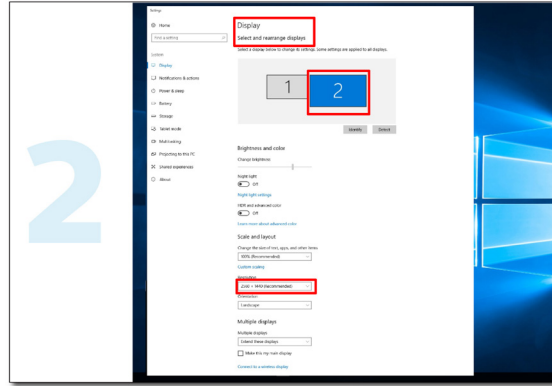 2
Settings
Home
Find a setting
System
Display
Notifications & actions
Power & sleep
Battery
Storage
Tablet mode
Multitasking
Projecting to this PC
Shared experiences
About
Display
Select and rearrange displays
Select a display below to change its settings. Some settings are applied to all displays.
1
2
Identify
Detect
Brightness and color
Change brightness
Night light
Off
Night light settings
HDR and advanced color
Off
Learn more about advanced color
Scale and layout
Change the size of text, apps, and other items
Custom scaling
Resolution
2560 × 1440 (Recommended)
Orientation
Landscape
Multiple displays
Multiple displays
Extend these displays
Make this my main display
Connect to a wireless display